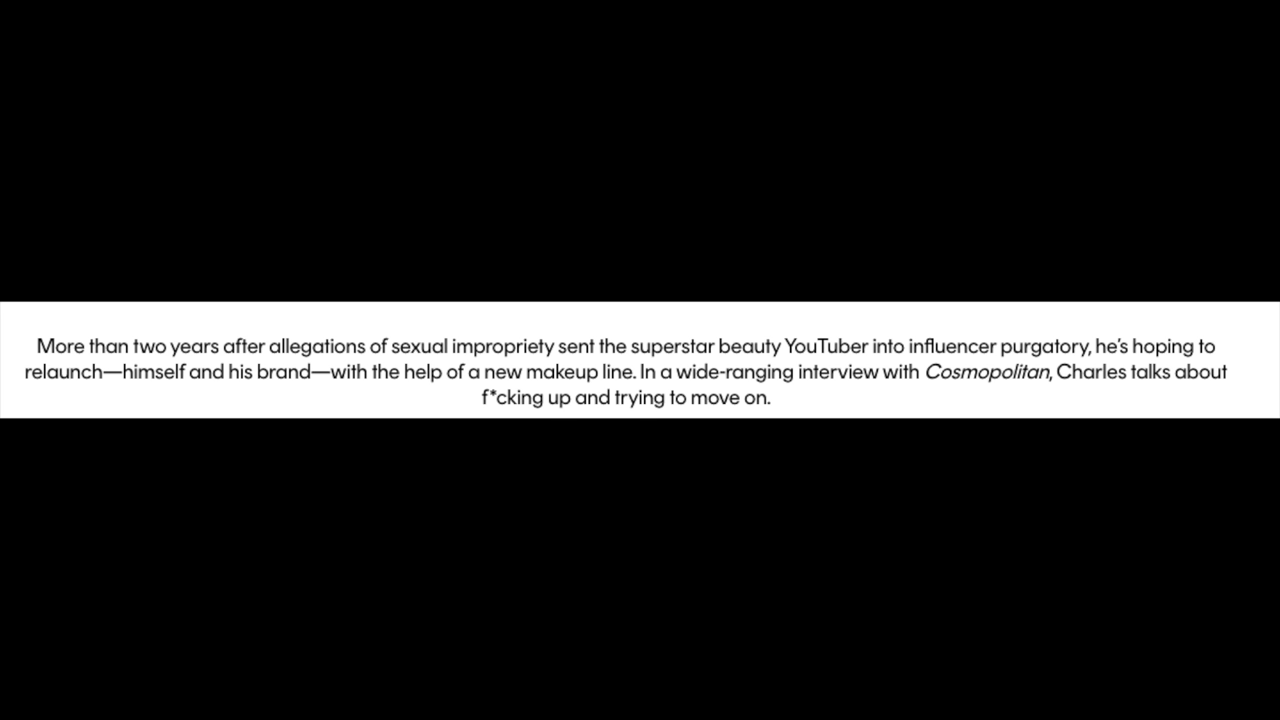 More than two years after allegations of sexual impropriety sent the superstar beauty YouTuber into influencer purgatory, he's hoping to
relaunch—himself and his brand—with the help of a new makeup line. In a wide-ranging interview with Cosmopolitan, Charles talks about
f*cking up and trying to move on.